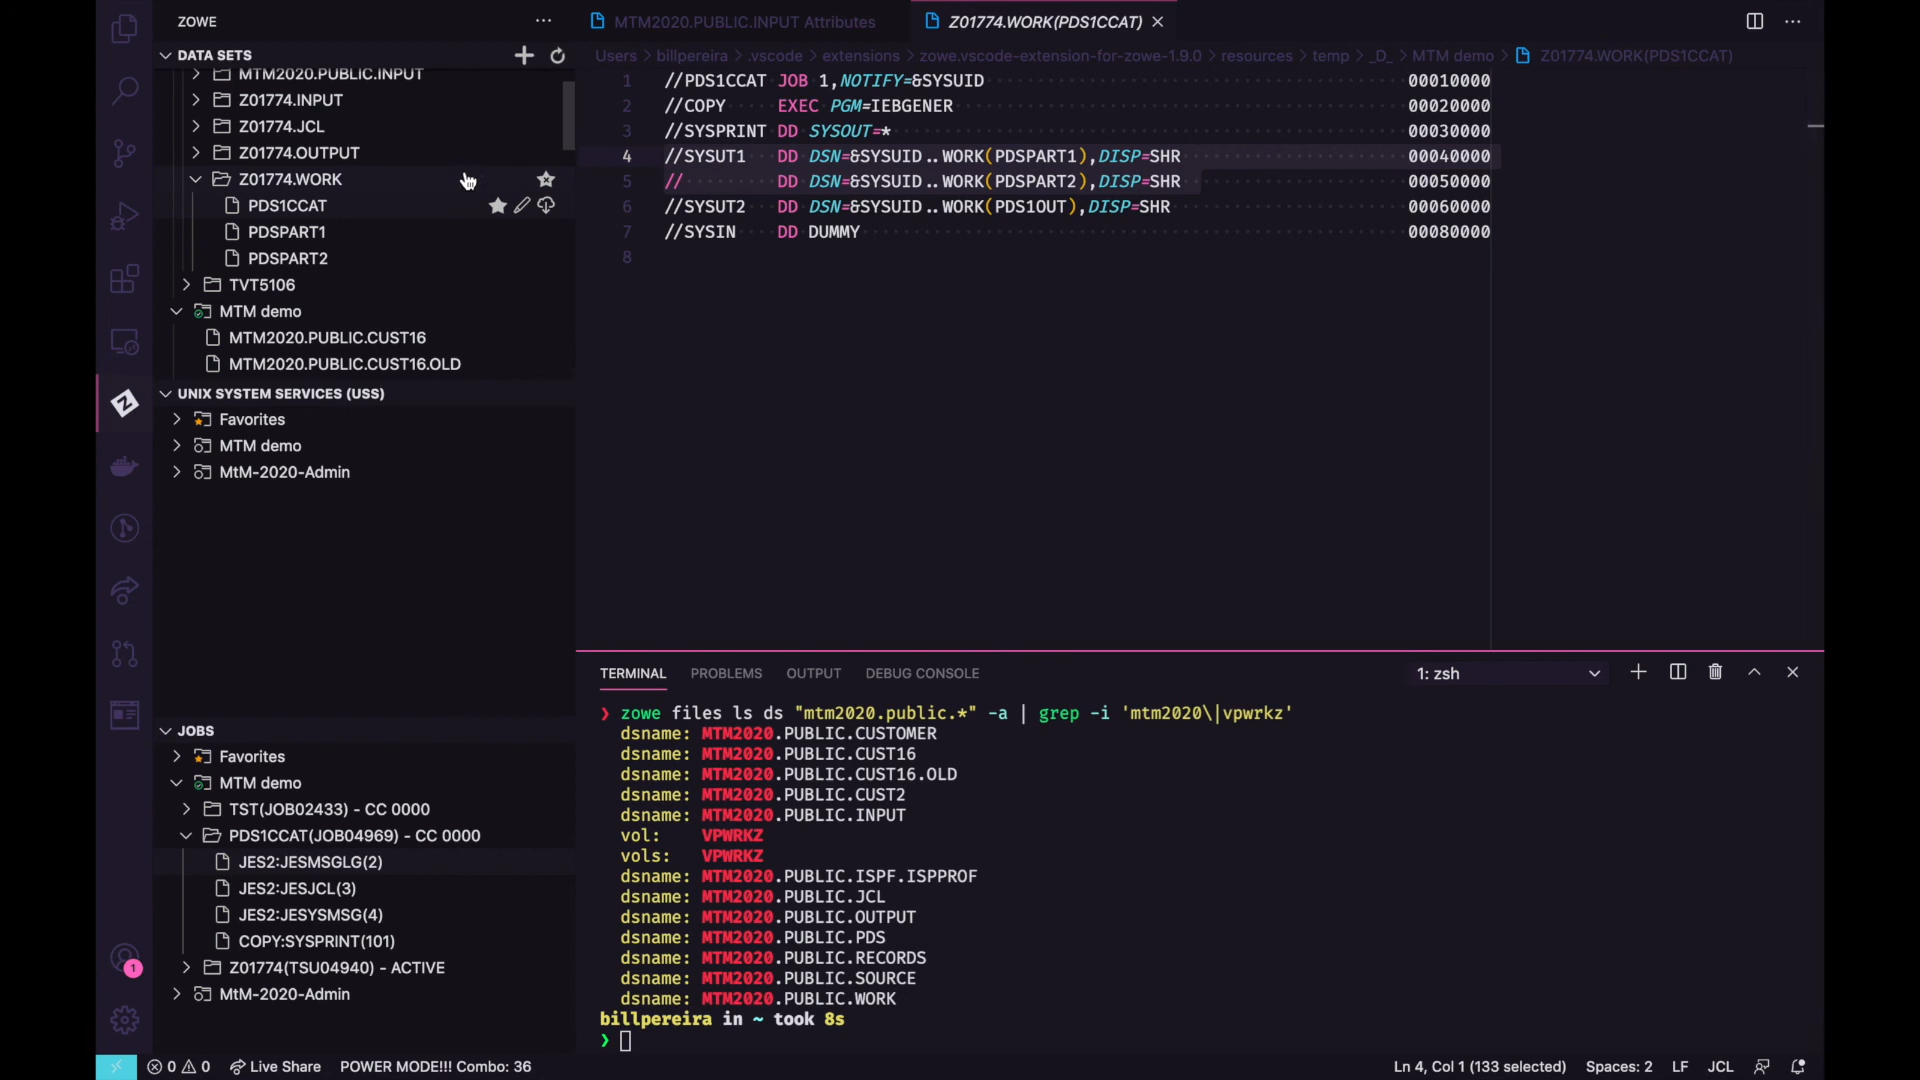 ZOWE
DATA SETS
MTM2020.PUBLIC.INPUT
Z01774.INPUT
Z01774.JCL
Z01774.OUTPUT
Z01774.WORK
PDS1CCAT
PDSPART1
PDSPART2
TVT5106
MTM demo
MTM2020.PUBLIC.CUST16
MTM2020.PUBLIC.CUST16.OLD
UNIX SYSTEM SERVICES (USS)
Favorites
MTM demo
MtM-2020-Admin
JOBS
Favorites
MTM demo
TST(JOB02433) - CC 0000
PDS1CCAT(JOB04969) - CC 0000
JES2:JESMSGLG(2)
JES2:JESJCL(3)
JES2:JESYSMSG(4)
COPY:SYSPRINT(101)
Z01774(TSU04940) - ACTIVE
MtM-2020-Admin
1
MTM2020.PUBLIC.INPUT Attributes
Z01774.WORK(PDS1CCAT)
Users > billpereira > .vscode > extensions > zowe.vscode-extension-for-zowe-1.9.0 > resources > temp > _D_ > MTM demo > Z01774.WORK(PDS1CCAT)
1 //PDS1CCAT JOB 1,NOTIFY=&SYSUID 00010000
2 //COPY EXEC PGM=IEBGENER 00020000
3 //SYSPRINT DD SYSOUT=* 00030000
4 //SYSUT1 DD DSN=&SYSUID..WORK(PDSPART1),DISP=SHR 00040000
5 // DD DSN=&SYSUID..WORK(PDSPART2),DISP=SHR 00050000
6 //SYSUT2 DD DSN=&SYSUID..WORK(PDS1OUT),DISP=SHR 00060000
7 //SYSIN DD DUMMY 00080000
8
TERMINAL PROBLEMS OUTPUT DEBUG CONSOLE 1: zsh
❯ zowe files ls ds "mtm2020.public.*" -a | grep -i 'mtm2020\|vpwrkz'
dsname: MTM2020.PUBLIC.CUSTOMER
dsname: MTM2020.PUBLIC.CUST16
dsname: MTM2020.PUBLIC.CUST16.OLD
dsname: MTM2020.PUBLIC.CUST2
dsname: MTM2020.PUBLIC.INPUT
vol: VPWRKZ
vols: VPWRKZ
dsname: MTM2020.PUBLIC.ISPF.ISPPROF
dsname: MTM2020.PUBLIC.JCL
dsname: MTM2020.PUBLIC.OUTPUT
dsname: MTM2020.PUBLIC.PDS
dsname: MTM2020.PUBLIC.RECORDS
dsname: MTM2020.PUBLIC.SOURCE
dsname: MTM2020.PUBLIC.WORK
billpereira in ~ took 8s
❯
0 0 Live Share POWER MODE!!! Combo: 36 Ln 4, Col 1 (133 selected) Spaces: 2 LF JCL